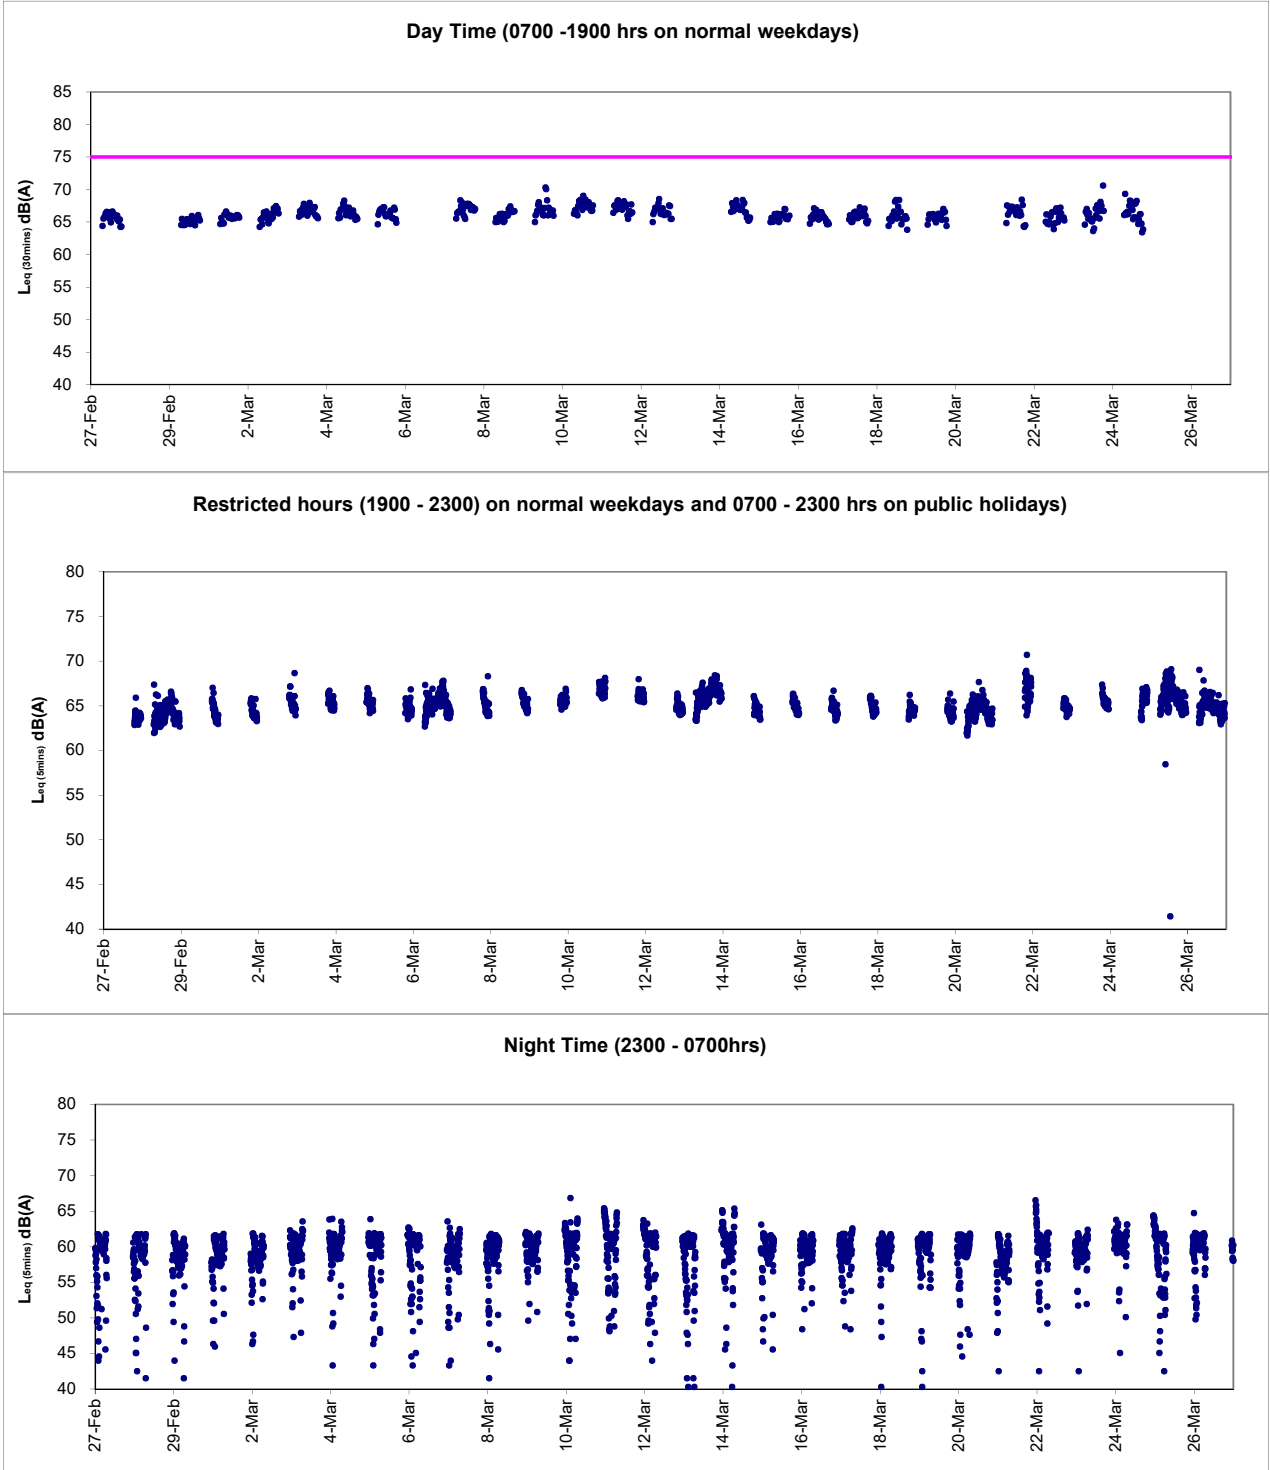 Day Time (0700 -1900 hrs on normal weekdays)
85
80
75
70
65
60
55
50
45
40
Leq (30mins) dB(A)
27-Feb
29-Feb
2-Mar
4-Mar
6-Mar
8-Mar
10-Mar
12-Mar
14-Mar
16-Mar
18-Mar
20-Mar
22-Mar
24-Mar
26-Mar
Restricted hours (1900 - 2300) on normal weekdays and 0700 - 2300 hrs on public holidays)
80
75
70
65
60
55
50
45
40
Leq (5mins) dB(A)
27-Feb
29-Feb
2-Mar
4-Mar
6-Mar
8-Mar
10-Mar
12-Mar
14-Mar
16-Mar
18-Mar
20-Mar
22-Mar
24-Mar
26-Mar
Night Time (2300 - 0700hrs)
80
75
70
65
60
55
50
45
40
Leq (5mins) dB(A)
27-Feb
29-Feb
2-Mar
4-Mar
6-Mar
8-Mar
10-Mar
12-Mar
14-Mar
16-Mar
18-Mar
20-Mar
22-Mar
24-Mar
26-Mar